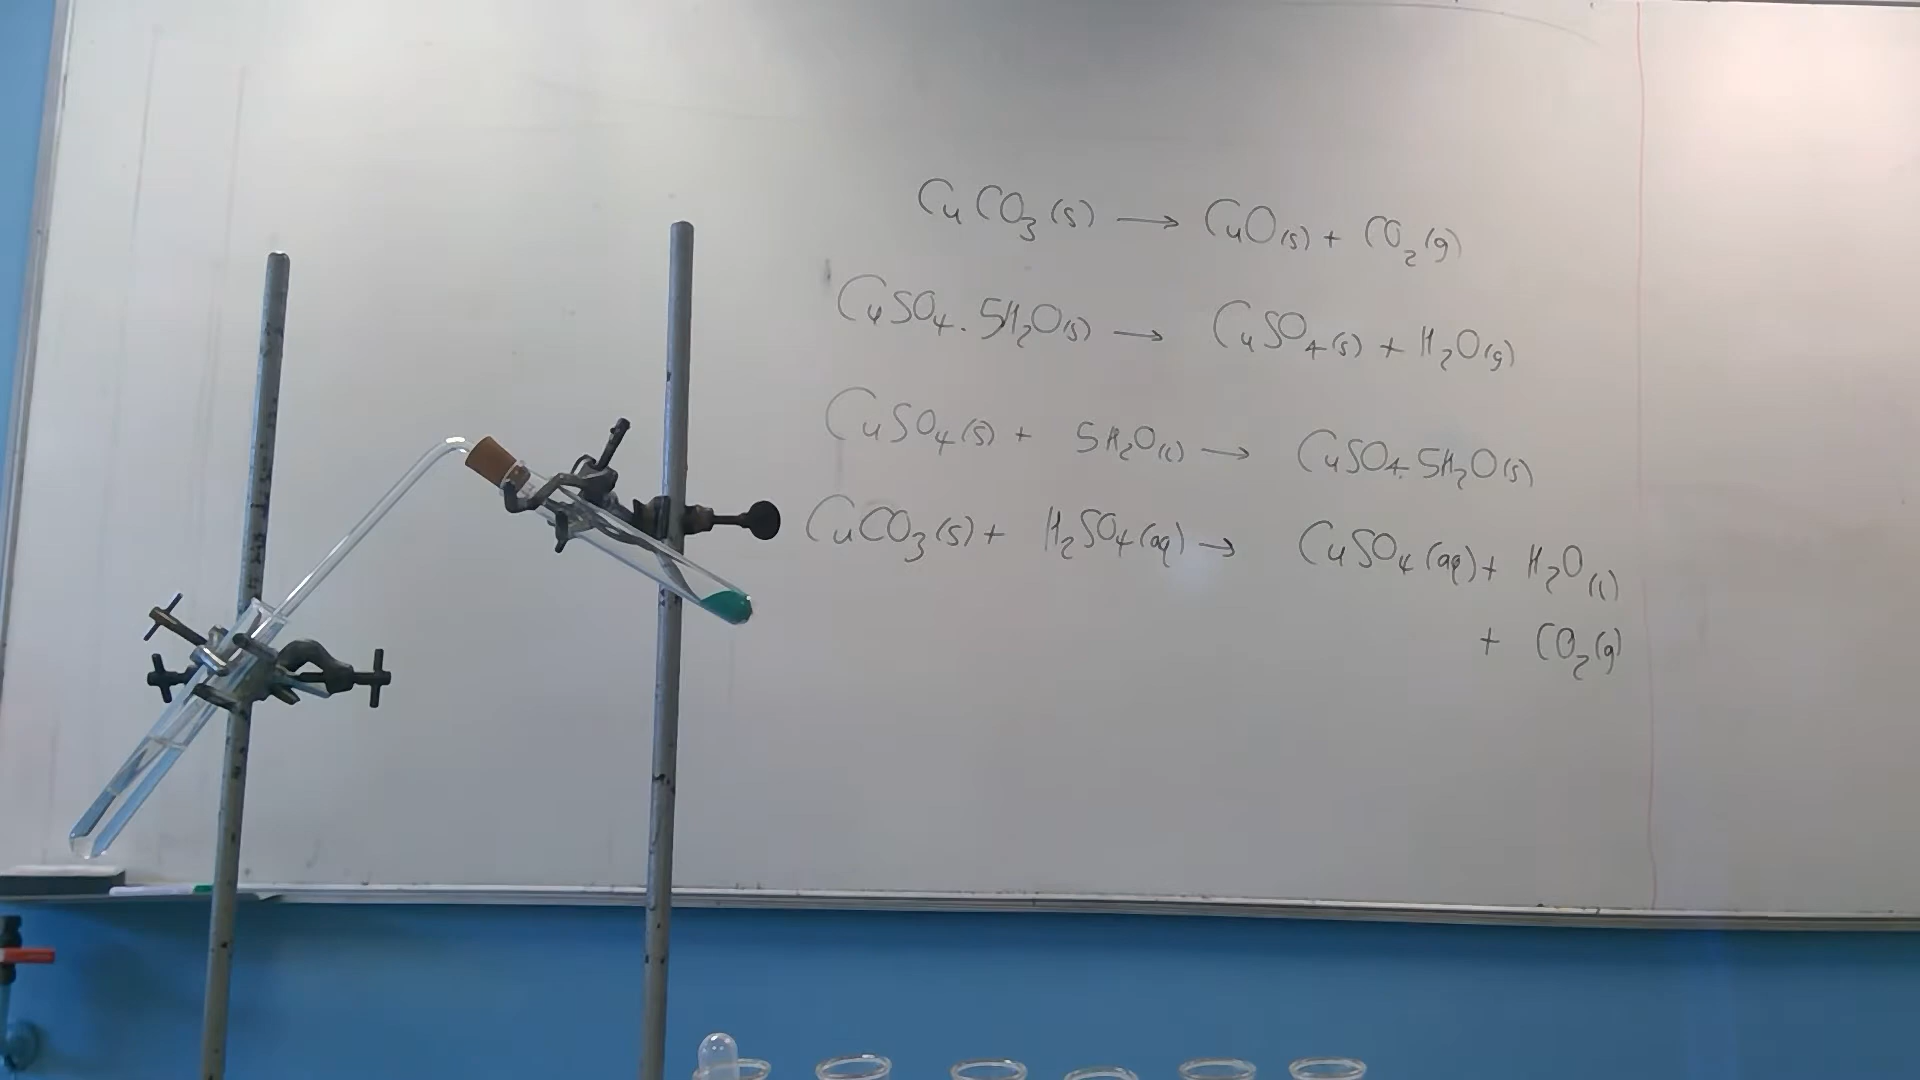 CuCO₃(s) → CuO(s) + CO₂(g)
CuSO₄.5H₂O(s) → CuSO₄(s) + H₂O(g)
CuSO₄(s) + 5H₂O(l) → CuSO₄.5H₂O(s)
CuCO₃(s) + H₂SO₄(aq) → CuSO₄(aq) + H₂O(l)
+ CO₂(g)